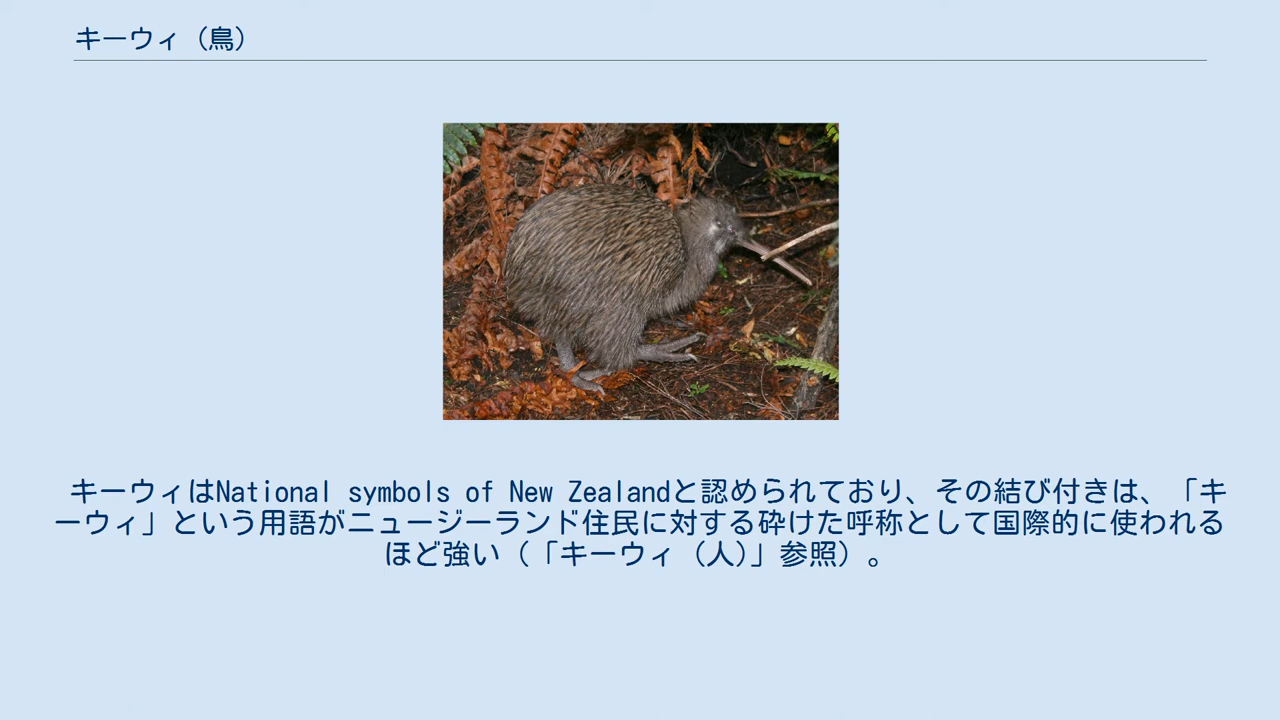 キーウィ（鳥）
キーウィはNational symbols of New Zealandと認められており、その結び付きは、「キ
ーウィ」という用語がニュージーランド住民に対する砕けた呼称として国際的に使われる
ほど強い（「キーウィ（人）」参照）。